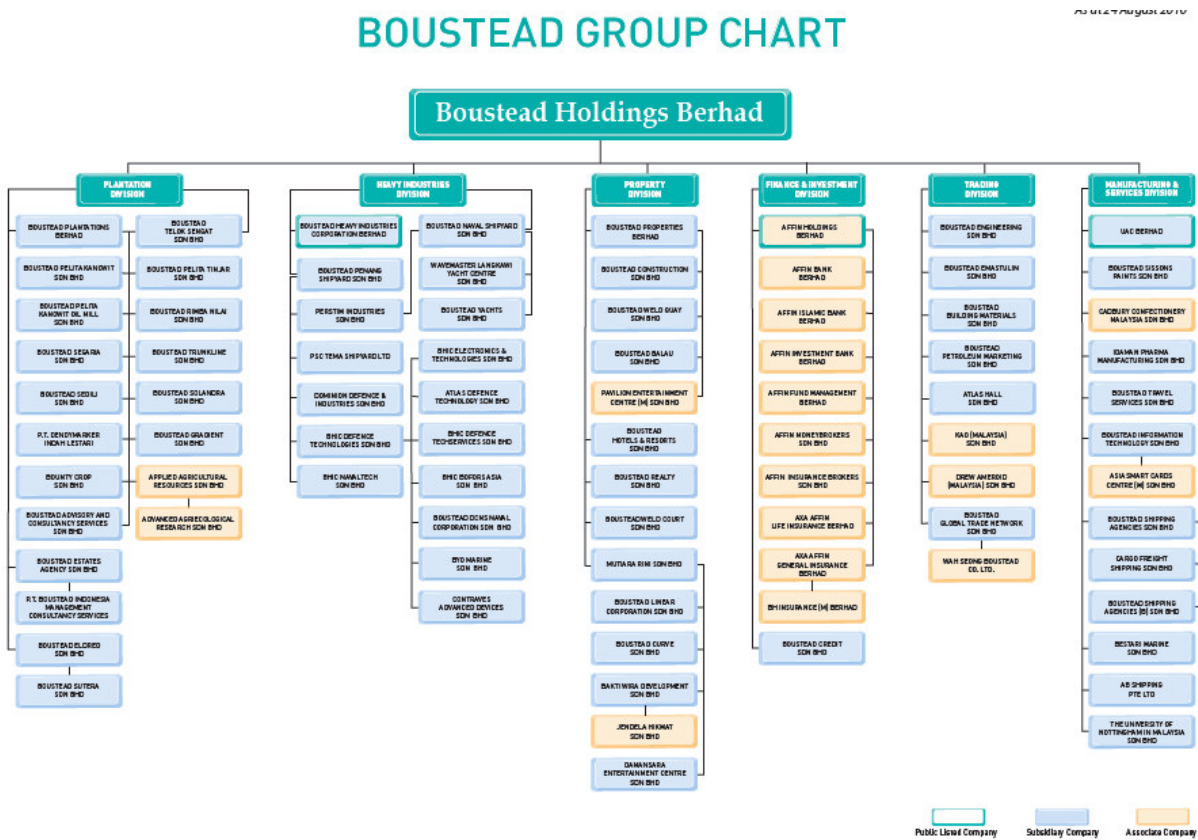 As at 24 August 2010
BOUSTEAD GROUP CHART
Boustead Holdings Berhad
PLANTATION
DIVISION
BOUSTEAD PLANTATIONS
BERHAD
BOUSTEAD PELITA KANOWIT
SDN BHD
BOUSTEAD PELITA
KANOWIT OIL MILL
SDN BHD
BOUSTEAD SEGARIA
SDN BHD
BOUSTEAD SEDILI
SDN BHD
P.T. DENDYMARKER
INDAH LESTARI
BOUNTY CROP
SDN BHD
BOUSTEAD ADVISORY AND
CONSULTANCY SERVICES
SDN BHD
BOUSTEAD ESTATES
AGENCY SDN BHD
P.T. BOUSTEAD INDONESIA
MANAGEMENT
CONSULTANCY SERVICES
BOUSTEAD ELDRED
SDN BHD
BOUSTEAD SUTERA
SDN BHD
BOUSTEAD
TELOK SENGAT
SDN BHD
BOUSTEAD PELITA TINJAR
SDN BHD
BOUSTEAD RIMBA NILAI
SDN BHD
BOUSTEAD TRUNKLINE
SDN BHD
BOUSTEAD SOLANDRA
SDN BHD
BOUSTEAD GRADIENT
SDN BHD
APPLIED AGRICULTURAL
RESOURCES SDN BHD
ADVANCED AGRIECOLOGICAL
RESEARCH SDN BHD
HEAVY INDUSTRIES
DIVISION
BOUSTEAD HEAVY INDUSTRIES
CORPORATION BERHAD
BOUSTEAD PENANG
SHIPYARD SDN BHD
PERSTIM INDUSTRIES
SDN BHD
PSC TEMA SHIPYARD LTD
DOMINION DEFENCE &
INDUSTRIES SDN BHD
BHIC DEFENCE
TECHNOLOGIES SDN BHD
BHIC NAVALTECH
SDN BHD
BOUSTEAD NAVAL SHIPYARD
SDN BHD
WAVEMASTER LANGKAWI
YACHT CENTRE
SDN BHD
BOUSTEAD YACHTS
SDN BHD
BHIC ELECTRONICS &
TECHNOLOGIES SDN BHD
ATLAS DEFENCE
TECHNOLOGY SDN BHD
BHIC DEFENCE
TECHSERVICES SDN BHD
BHIC BOFORS ASIA
SDN BHD
BOUSTEAD DCNS NAVAL
CORPORATION SDN BHD
BYO MARINE
SDN BHD
CONTRAVES
ADVANCED DEVICES
SDN BHD
PROPERTY
DIVISION
BOUSTEAD PROPERTIES
BERHAD
BOUSTEAD CONSTRUCTION
SDN BHD
BOUSTEAD WELD QUAY
SDN BHD
BOUSTEAD BALAU
SDN BHD
PAVILION ENTERTAINMENT
CENTRE (M) SDN BHD
BOUSTEAD
HOTELS & RESORTS
SDN BHD
BOUSTEAD REALTY
SDN BHD
BOUSTEAD WELD COURT
SDN BHD
MUTIARA RINI SDN BHD
BOUSTEAD LINEAR
CORPORATION SDN BHD
BOUSTEAD CURVE
SDN BHD
BAKTI WIRA DEVELOPMENT
SDN BHD
JENDELA HIKMAT
SDN BHD
DAMANSARA
ENTERTAINMENT CENTRE
SDN BHD
FINANCE & INVESTMENT
DIVISION
AFFIN HOLDINGS
BERHAD
AFFIN BANK
BERHAD
AFFIN ISLAMIC BANK
BERHAD
AFFIN INVESTMENT BANK
BERHAD
AFFIN FUND MANAGEMENT
BERHAD
AFFIN MONEYBROKERS
SDN BHD
AFFIN INSURANCE BROKERS
SDN BHD
AXA AFFIN
LIFE INSURANCE BERHAD
AXA AFFIN
GENERAL INSURANCE
BERHAD
BH INSURANCE (M) BERHAD
BOUSTEAD CREDIT
SDN BHD
TRADING
DIVISION
BOUSTEAD ENGINEERING
SDN BHD
BOUSTEAD EMASTULIN
SDN BHD
BOUSTEAD
BUILDING MATERIALS
SDN BHD
BOUSTEAD
PETROLEUM MARKETING
SDN BHD
ATLAS HALL
SDN BHD
KAO (MALAYSIA)
SDN BHD
DREW AMEROID
(MALAYSIA) SDN BHD
BOUSTEAD
GLOBAL TRADE NETWORK
SDN BHD
WAH SEONG BOUSTEAD
CO. LTD.
MANUFACTURING &
SERVICES DIVISION
UAC BERHAD
BOUSTEAD SISSONS
PAINTS SDN BHD
CADBURY CONFECTIONERY
MALAYSIA SDN BHD
IDAMAN PHARMA
MANUFACTURING SDN BHD
BOUSTEAD TRAVEL
SERVICES SDN BHD
BOUSTEAD INFORMATION
TECHNOLOGY SDN BHD
ASIA SMART CARDS
CENTRE (M) SDN BHD
BOUSTEAD SHIPPING
AGENCIES SDN BHD
CARGO FREIGHT
SHIPPING SDN BHD
BOUSTEAD SHIPPING
AGENCIES (B) SDN BHD
BESTARI MARINE
SDN BHD
AB SHIPPING
PTE LTD
THE UNIVERSITY OF
NOTTINGHAM IN MALAYSIA
SDN BHD
Public Listed Company
Subsidiary Company
Associate Company